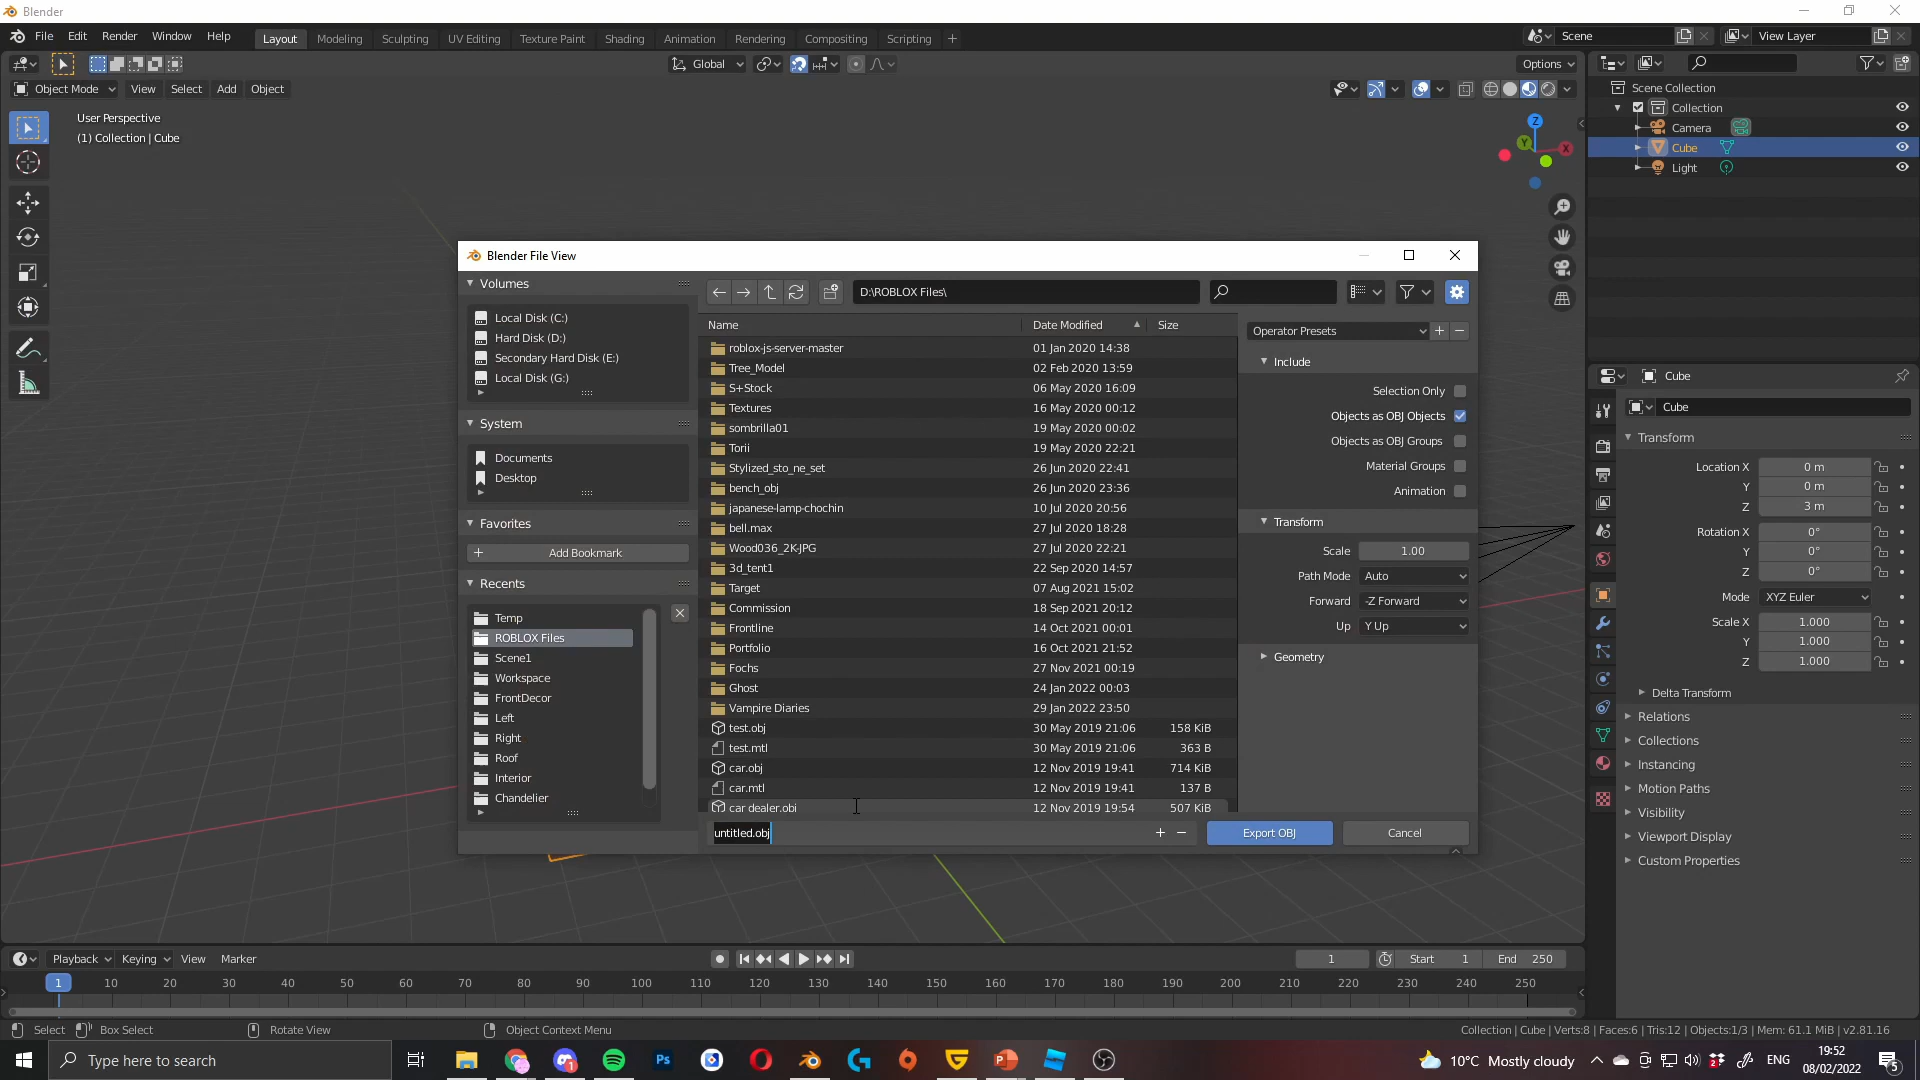 Blender
File Edit Render Window Help Layout Modeling Sculpting UV Editing Texture Paint Shading Animation Rendering Compositing Scripting + Scene View Layer
Global Options
Object Mode View Select Add Object
User Perspective
(1) Collection | Cube
Z
Y X
Scene Collection
Collection
Camera
Cube
Light
Blender File View
Volumes
Local Disk (C:)
Hard Disk (D:)
Secondary Hard Disk (E:)
Local Disk (G:)
System
Documents
Desktop
Favorites
+ Add Bookmark
Recents
Temp
ROBLOX Files
Scene1
Workspace
FrontDecor
Left
Right
Roof
Interior
Chandelier
D:\ROBLOX Files\
Name Date Modified Size
roblox-js-server-master 01 Jan 2020 14:38
Tree_Model 02 Feb 2020 13:59
S+Stock 06 May 2020 16:09
Textures 16 May 2020 00:12
sombrilla01 19 May 2020 00:02
Torii 19 May 2020 22:21
Stylized_sto_ne_set 26 Jun 2020 22:41
bench_obj 26 Jun 2020 23:36
japanese-lamp-chochin 10 Jul 2020 20:56
bell.max 27 Jul 2020 18:28
Wood036_2K-JPG 27 Jul 2020 22:21
3d_tent1 22 Sep 2020 14:57
Target 07 Aug 2021 15:02
Commission 18 Sep 2021 20:12
Frontline 14 Oct 2021 00:01
Portfolio 16 Oct 2021 21:52
Fochs 27 Nov 2021 00:19
Ghost 24 Jan 2022 00:03
Vampire Diaries 29 Jan 2022 23:50
test.obj 30 May 2019 21:06 158 KiB
test.mtl 30 May 2019 21:06 363 B
car.obj 12 Nov 2019 19:41 714 KiB
car.mtl 12 Nov 2019 19:41 137 B
car dealer.obj 12 Nov 2019 19:54 507 KiB
untitled.obj + − Export OBJ Cancel
Operator Presets + −
Include
Selection Only
Objects as OBJ Objects
Objects as OBJ Groups
Material Groups
Animation
Transform
Scale 1.00
Path Mode Auto
Forward -Z Forward
Up Y Up
Geometry
Cube
Cube
Transform
Location X 0 m
Y 0 m
Z 3 m
Rotation X 0°
Y 0°
Z 0°
Mode XYZ Euler
Scale X 1.000
Y 1.000
Z 1.000
Delta Transform
Relations
Collections
Instancing
Motion Paths
Visibility
Viewport Display
Custom Properties
Playback Keying View Marker 1 Start 1 End 250
1 10 20 30 40 50 60 70 80 90 100 110 120 130 140 150 160 170 180 190 200 210 220 230 240 250
Select Box Select Rotate View Object Context Menu Collection | Cube | Verts:8 | Faces:6 | Tris:12 | Objects:1/3 | Mem: 61.1 MiB | v2.81.16
Type here to search 1 Ps 10°C Mostly cloudy ENG 19:52
08/02/2022 5